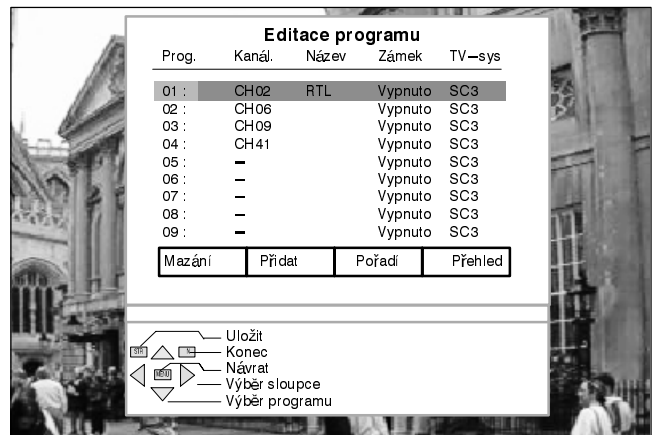 Editace programu
Prog. Kanál. Název Zámek TV-sys
01 : CH02 RTL Vypnuto SC3
02 : CH06 Vypnuto SC3
03 : CH09 Vypnuto SC3
04 : CH41 Vypnuto SC3
05 : – Vypnuto SC3
06 : – Vypnuto SC3
07 : – Vypnuto SC3
08 : – Vypnuto SC3
09 : – Vypnuto SC3
Mazání Přidat Pořadí Přehled
Uložit
STR N Konec
Návrat
MENU Výběr sloupce
Výběr programu